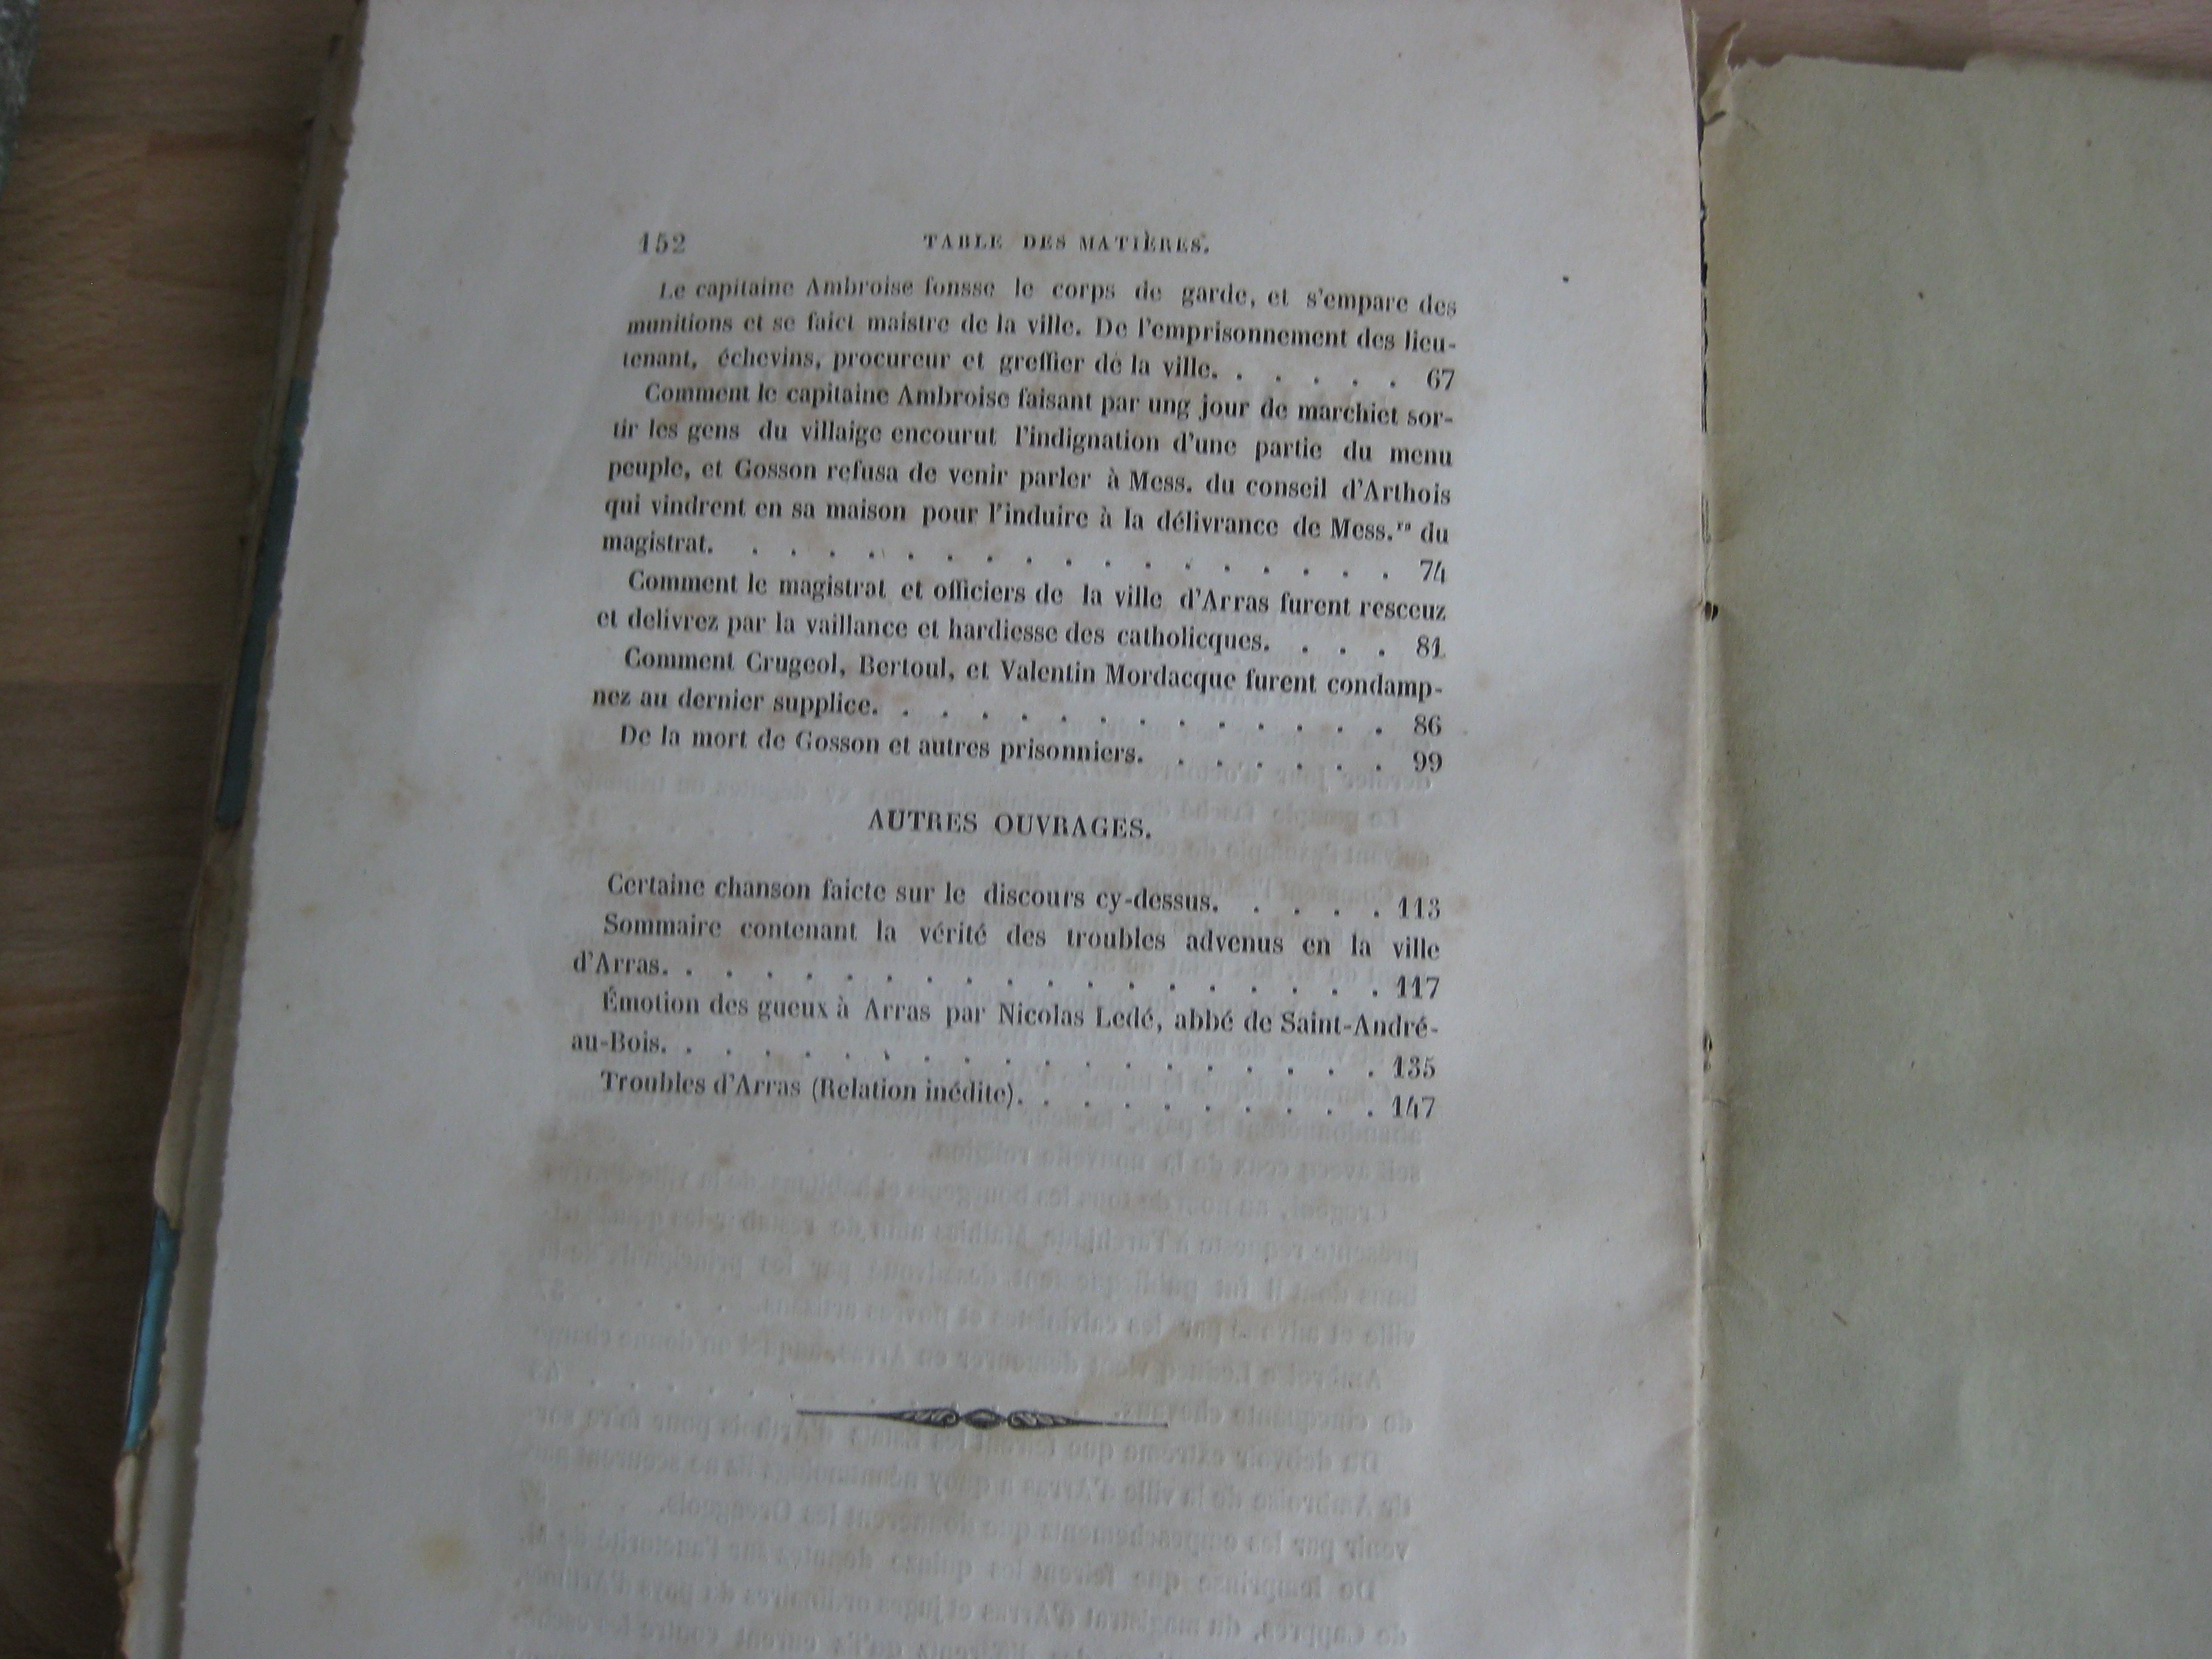 152 TABLE DES MATIÈRES.
Le capitaine Ambroise fonsse le corps de garde, et s'empare des
munitions et se faict maistre de la ville. De l'emprisonnement des lieu-
tenant, échevins, procureur et greffier de la ville. . . . . . 67
Comment le capitaine Ambroise faisant par ung jour de marchiet sor-
tir les gens du villaige encourut l'indignation d'une partie du menu
peuple, et Gosson refusa de venir parler à Mess. du conseil d'Arthois
qui vindrent en sa maison pour l'induire à la délivrance de Mess.rs du
magistrat. . . . . . . . . . . . . . . . . . 74
Comment le magistrat et officiers de la ville d'Arras furent resceuz
et delivrez par la vaillance et hardiesse des catholicques. . . . 81
Comment Crugeol, Bertoul, et Valentin Mordacque furent condamp-
nez au dernier supplice. . . . . . . . . . . . . . 86
De la mort de Gosson et autres prisonniers. . . . . . . 99
AUTRES OUVRAGES.
Certaine chanson faicte sur le discours cy-dessus. . . . . 113
Sommaire contenant la vérité des troubles advenus en la ville
d'Arras. . . . . . . . . . . . . . . . . . . 117
Émotion des gueux à Arras par Nicolas Ledé, abbé de Saint-André-
au-Bois. . . . . . . . . . . . . . . . . . . 135
Troubles d'Arras (Relation inédite). . . . . . . . . . 147